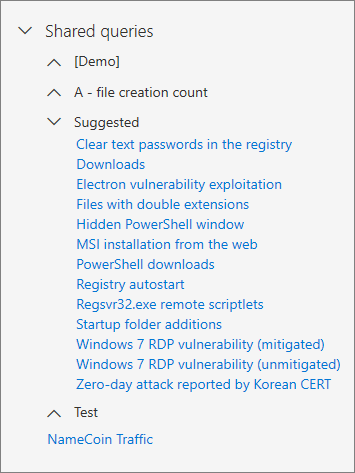 Shared queries
[Demo]
A - file creation count
Suggested
Clear text passwords in the registry
Downloads
Electron vulnerability exploitation
Files with double extensions
Hidden PowerShell window
MSI installation from the web
PowerShell downloads
Registry autostart
Regsvr32.exe remote scriptlets
Startup folder additions
Windows 7 RDP vulnerability (mitigated)
Windows 7 RDP vulnerability (unmitigated)
Zero-day attack reported by Korean CERT
Test
NameCoin Traffic